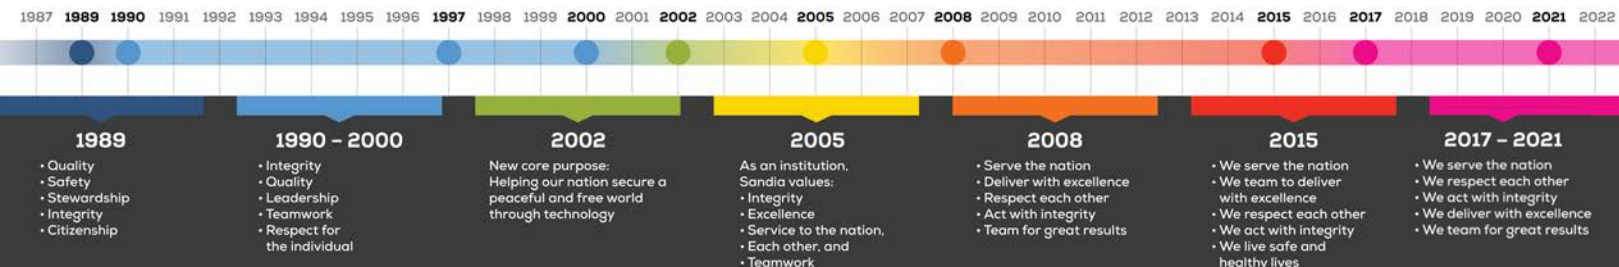 1987 1989 1990 1991 1992 1993 1994 1995 1996 1997 1998 1999 2000 2001 2002 2003 2004 2005 2006 2007 2008 2009 2010 2011 2012 2013 2014 2015 2016 2017 2018 2019 2020 2021 2022
1989
• Quality
• Safety
• Stewardship
• Integrity
• Citizenship
1990 – 2000
• Integrity
• Quality
• Leadership
• Teamwork
• Respect for
the individual
2002
New core purpose:
Helping our nation secure a
peaceful and free world
through technology
2005
As an institution,
Sandia values:
• Integrity
• Excellence
• Service to the nation,
• Each other, and
• Teamwork
2008
• Serve the nation
• Deliver with excellence
• Respect each other
• Act with integrity
• Team for great results
2015
• We serve the nation
• We team to deliver
with excellence
• We respect each other
• We act with integrity
• We live safe and
healthy lives
2017 – 2021
• We serve the nation
• We respect each other
• We act with integrity
• We deliver with excellence
• We team for great results